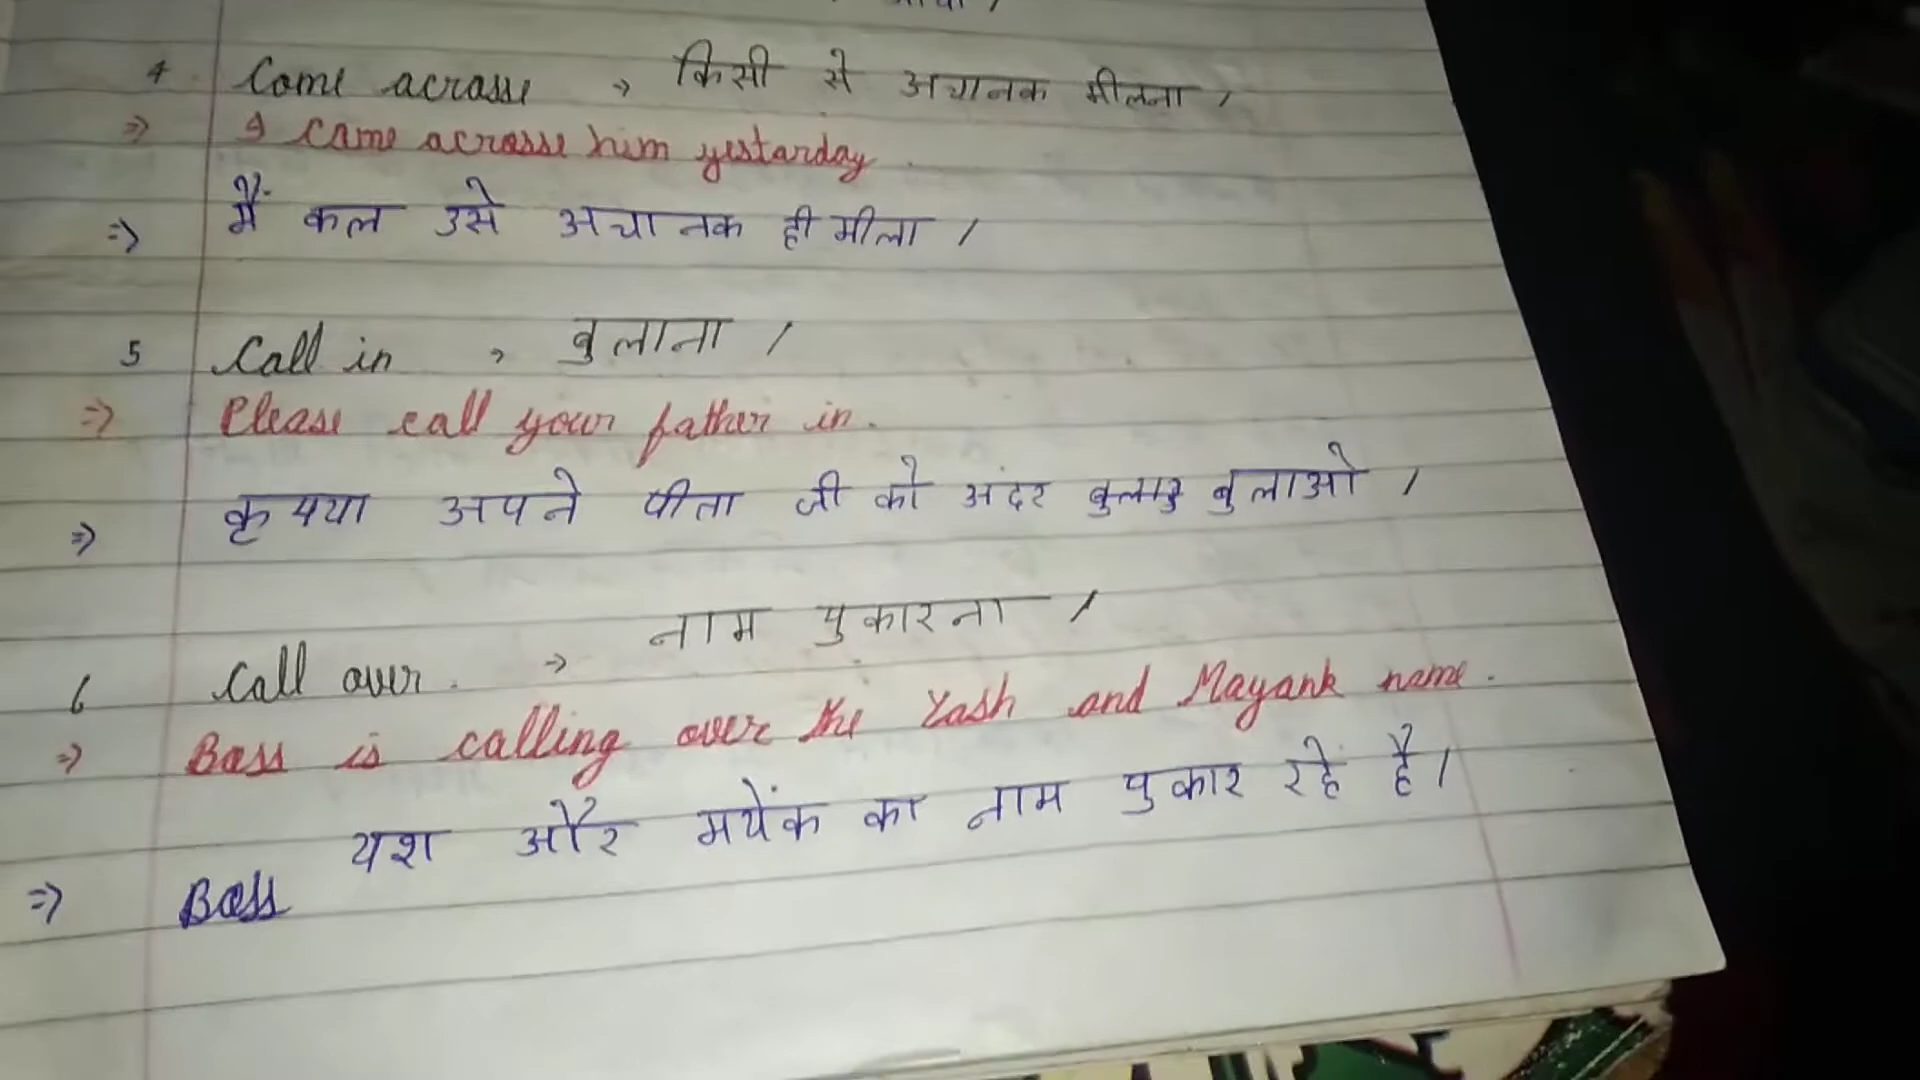 4. Come acrosse → किसी से अचानक मीलना /
⇒ I came acrosse him yestarday.
⇒ मैं कल उसे अचानक ही मीला /
5 Call in → बुलाना /
⇒ Please call your father in.
⇒ कृपया अपने पीता जी को अंदर बुलाओ /
6 Call over. → नाम पुकारना /
⇒ Bass is calling over the Yash and Mayank name.
⇒ Boss यश और मयेंक का नाम पुकार रहे है।